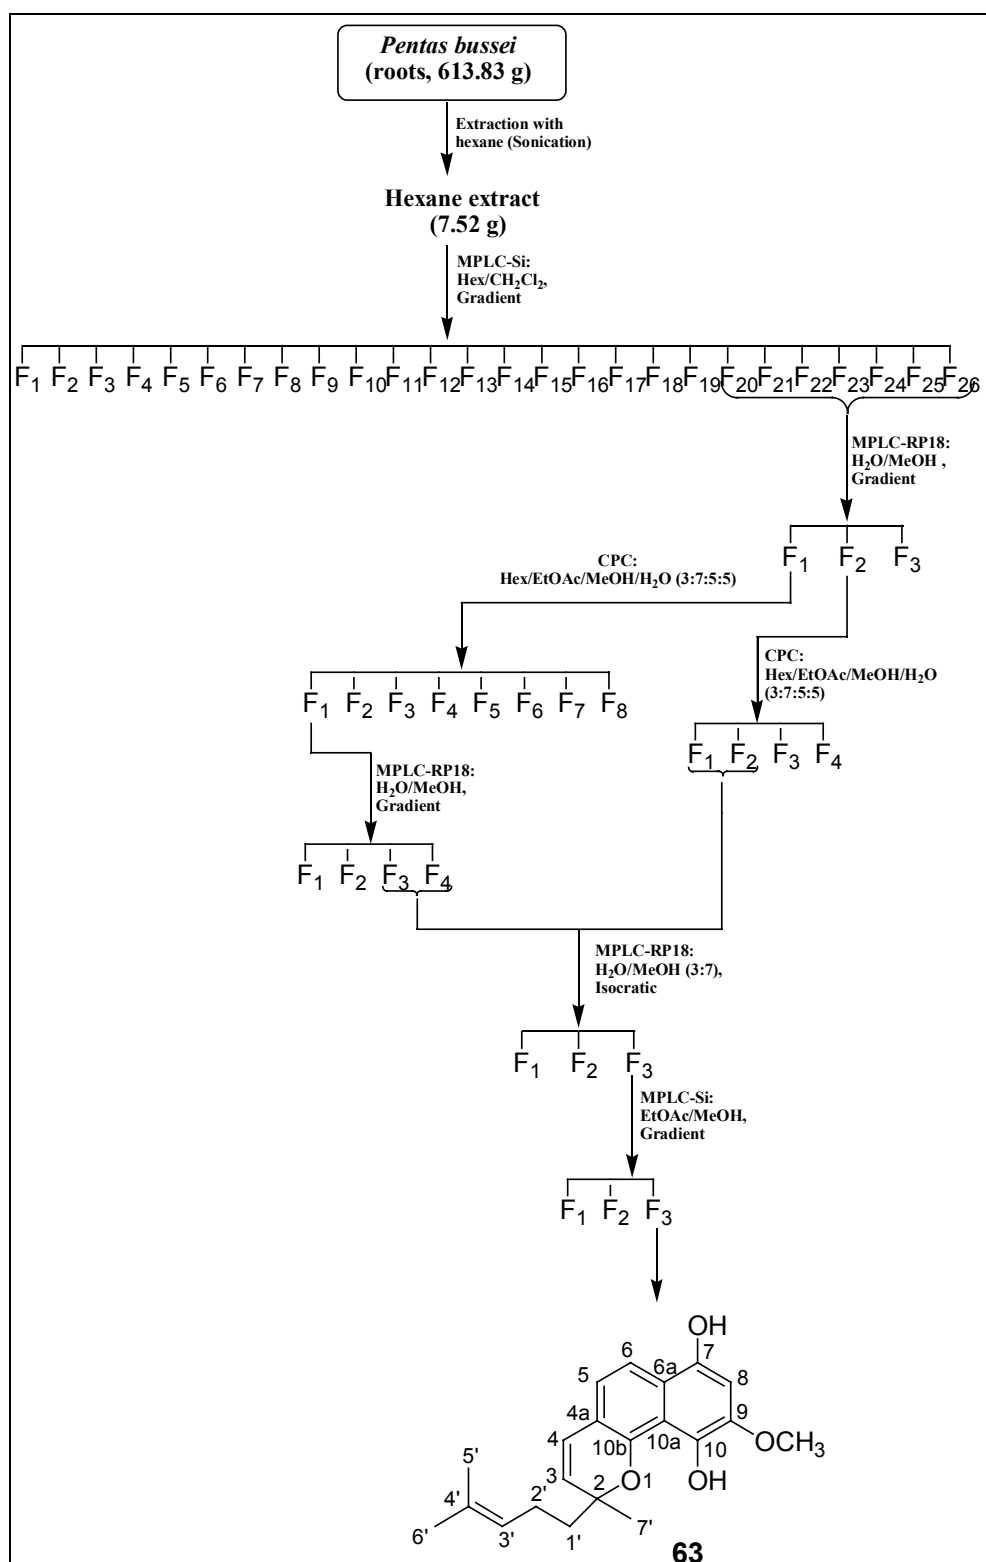 Pentas bussei
(roots, 613.83 g)
Extraction with
hexane (Sonication)
Hexane extract
(7.52 g)
MPLC-Si:
Hex/CH₂Cl₂,
Gradient
F₁ F₂ F₃ F₄ F₅ F₆ F₇ F₈ F₉ F₁₀ F₁₁ F₁₂ F₁₃ F₁₄ F₁₅ F₁₆ F₁₇ F₁₈ F₁₉ F₂₀ F₂₁ F₂₂ F₂₃ F₂₄ F₂₅ F₂₆
MPLC-RP18:
H₂O/MeOH ,
Gradient
F₁ F₂ F₃
CPC:
Hex/EtOAc/MeOH/H₂O (3:7:5:5)
CPC:
Hex/EtOAc/MeOH/H₂O
(3:7:5:5)
F₁ F₂ F₃ F₄ F₅ F₆ F₇ F₈
F₁ F₂ F₃ F₄
MPLC-RP18:
H₂O/MeOH,
Gradient
F₁ F₂ F₃ F₄
MPLC-RP18:
H₂O/MeOH (3:7),
Isocratic
F₁ F₂ F₃
MPLC-Si:
EtOAc/MeOH,
Gradient
F₁ F₂ F₃
OH
7
6
6a
5
8
4a
9
4
10b
10a
10
OCH₃
5'
3
2
O1
OH
4'
2'
6'
3'
1'
7'
63